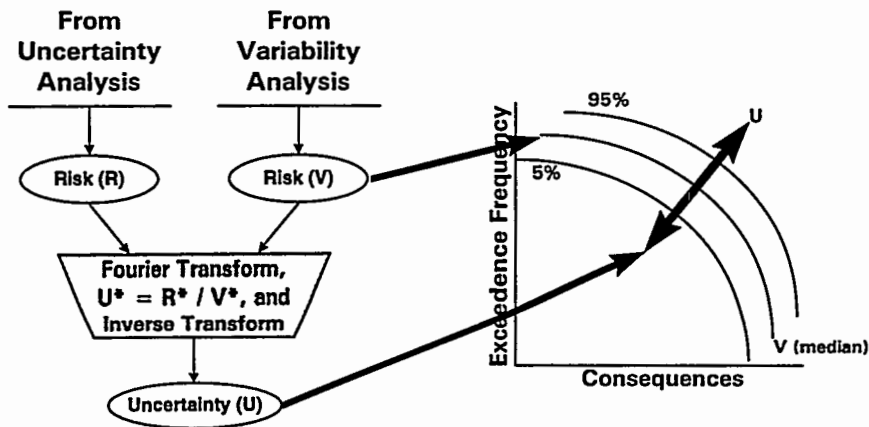 From
Uncertainty
Analysis
From
Variability
Analysis
Risk (R)
Risk (V)
Fourier Transform,
U* = R* / V*, and
Inverse Transform
Uncertainty (U)
Exceedence Frequency
95%
U
5%
V (median)
Consequences